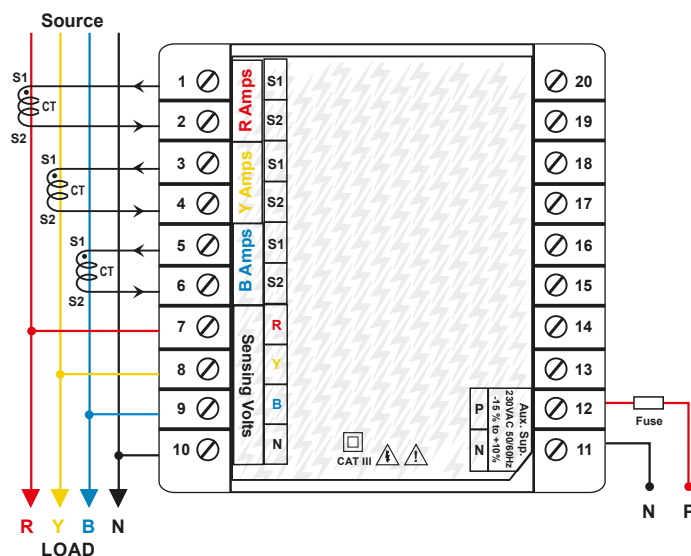 Source
S1
CT
S2
S1
CT
S2
S1
CT
S2
1
2
3
4
5
6
7
8
9
10
R Amps
Y Amps
B Amps
Sensing Volts
S1
S2
S1
S2
S1
S2
R
Y
B
N
CAT III
P
N
Aux. Sup.
230VAC 50/60Hz
-15 % to +10%
20
19
18
17
16
15
14
13
12
11
Fuse
N
P
R Y B N
LOAD